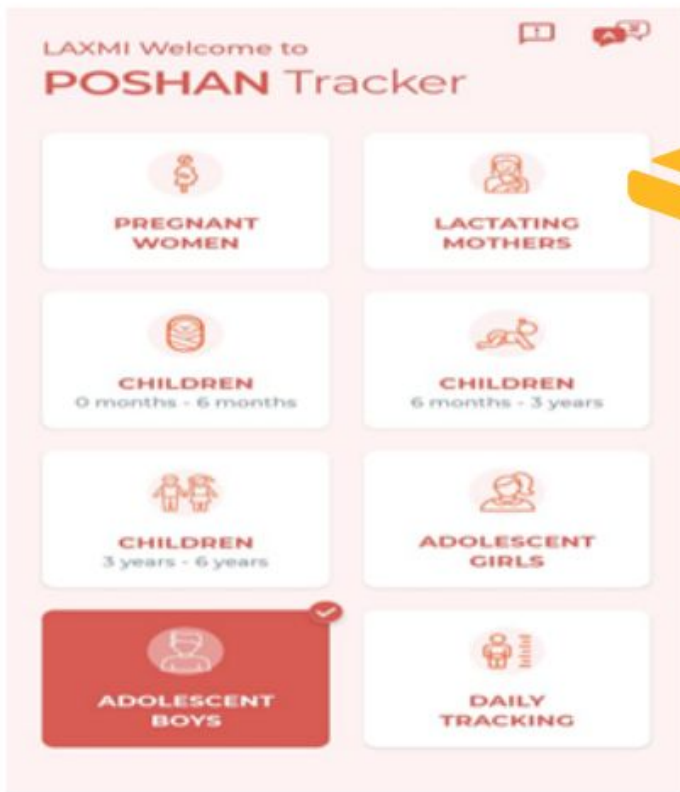 LAXMI Welcome to
POSHAN Tracker
PREGNANT
WOMEN
LACTATING
MOTHERS
CHILDREN
0 months - 6 months
CHILDREN
6 months - 3 years
CHILDREN
3 years - 6 years
ADOLESCENT
GIRLS
ADOLESCENT
BOYS
DAILY
TRACKING